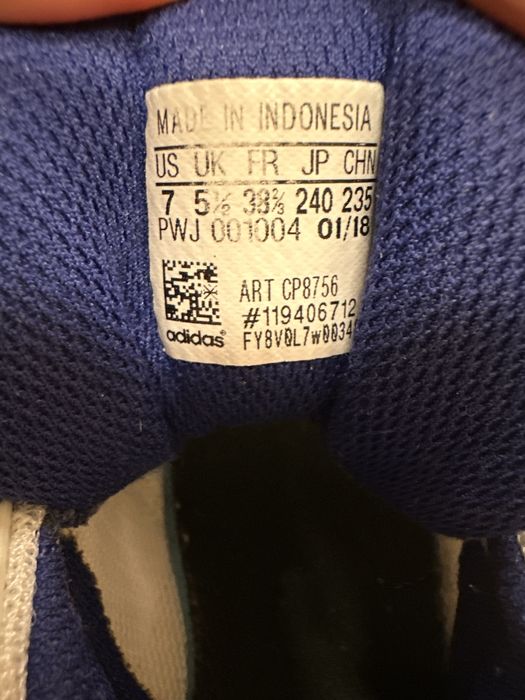 MADE IN INDONESIA
US UK FR JP CHN
7 5½ 38⅔ 240 235
PWJ 001004 01/18
ART CP8756
#119406712
adidas® FY8V0L7w0034